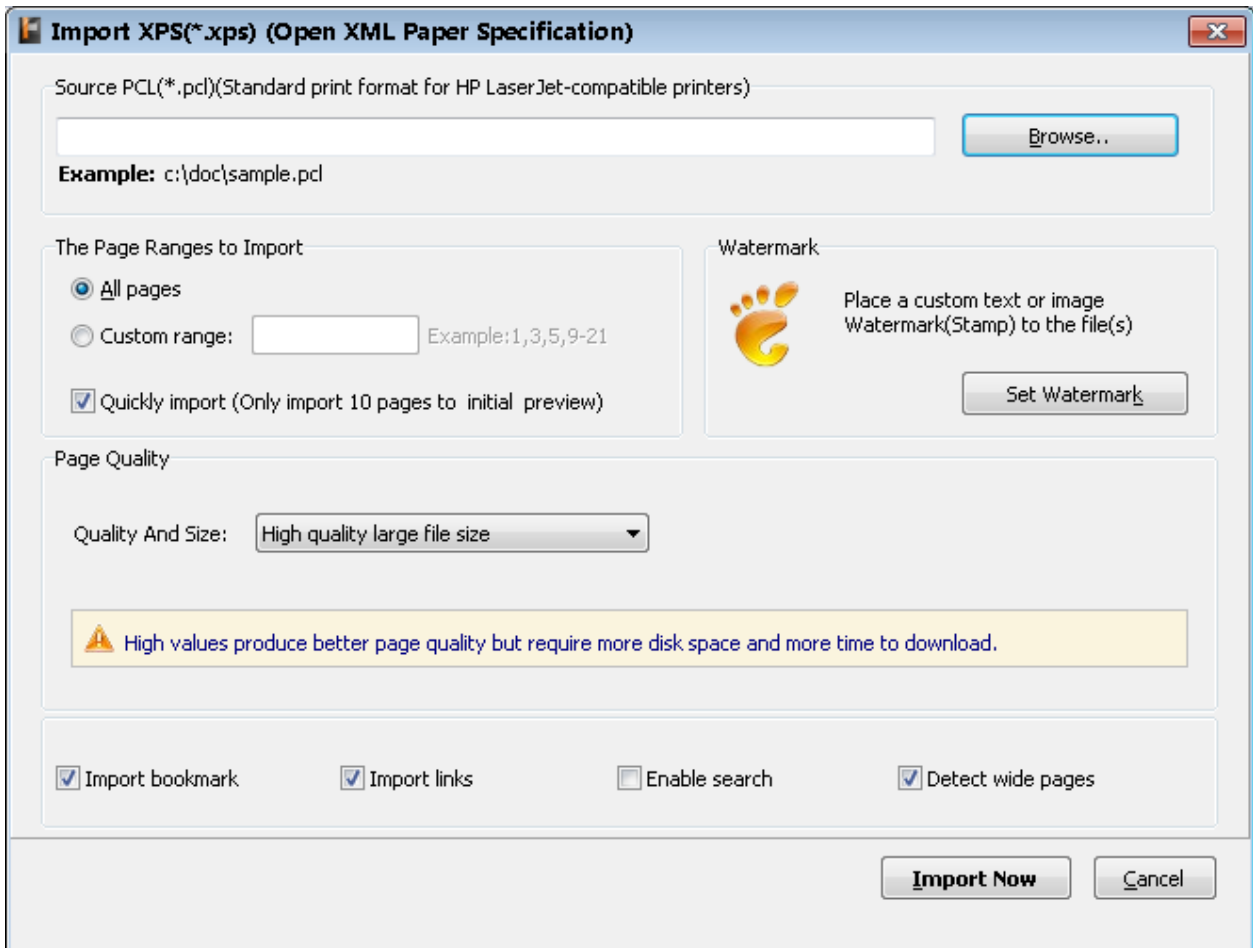 Import XPS(*.xps) (Open XML Paper Specification)
Source PCL(*.pcl)(Standard print format for HP LaserJet-compatible printers)
Browse..
Example: c:\doc\sample.pcl
The Page Ranges to Import
All pages
Custom range:
Example:1,3,5,9-21
Quickly import (Only import 10 pages to  initial  preview)
Watermark
Place a custom text or image
Watermark(Stamp) to the file(s)
Set Watermark
Page Quality
Quality And Size:
High quality large file size
High values produce better page quality but require more disk space and more time to download.
Import bookmark
Import links
Enable search
Detect wide pages
Import Now
Cancel